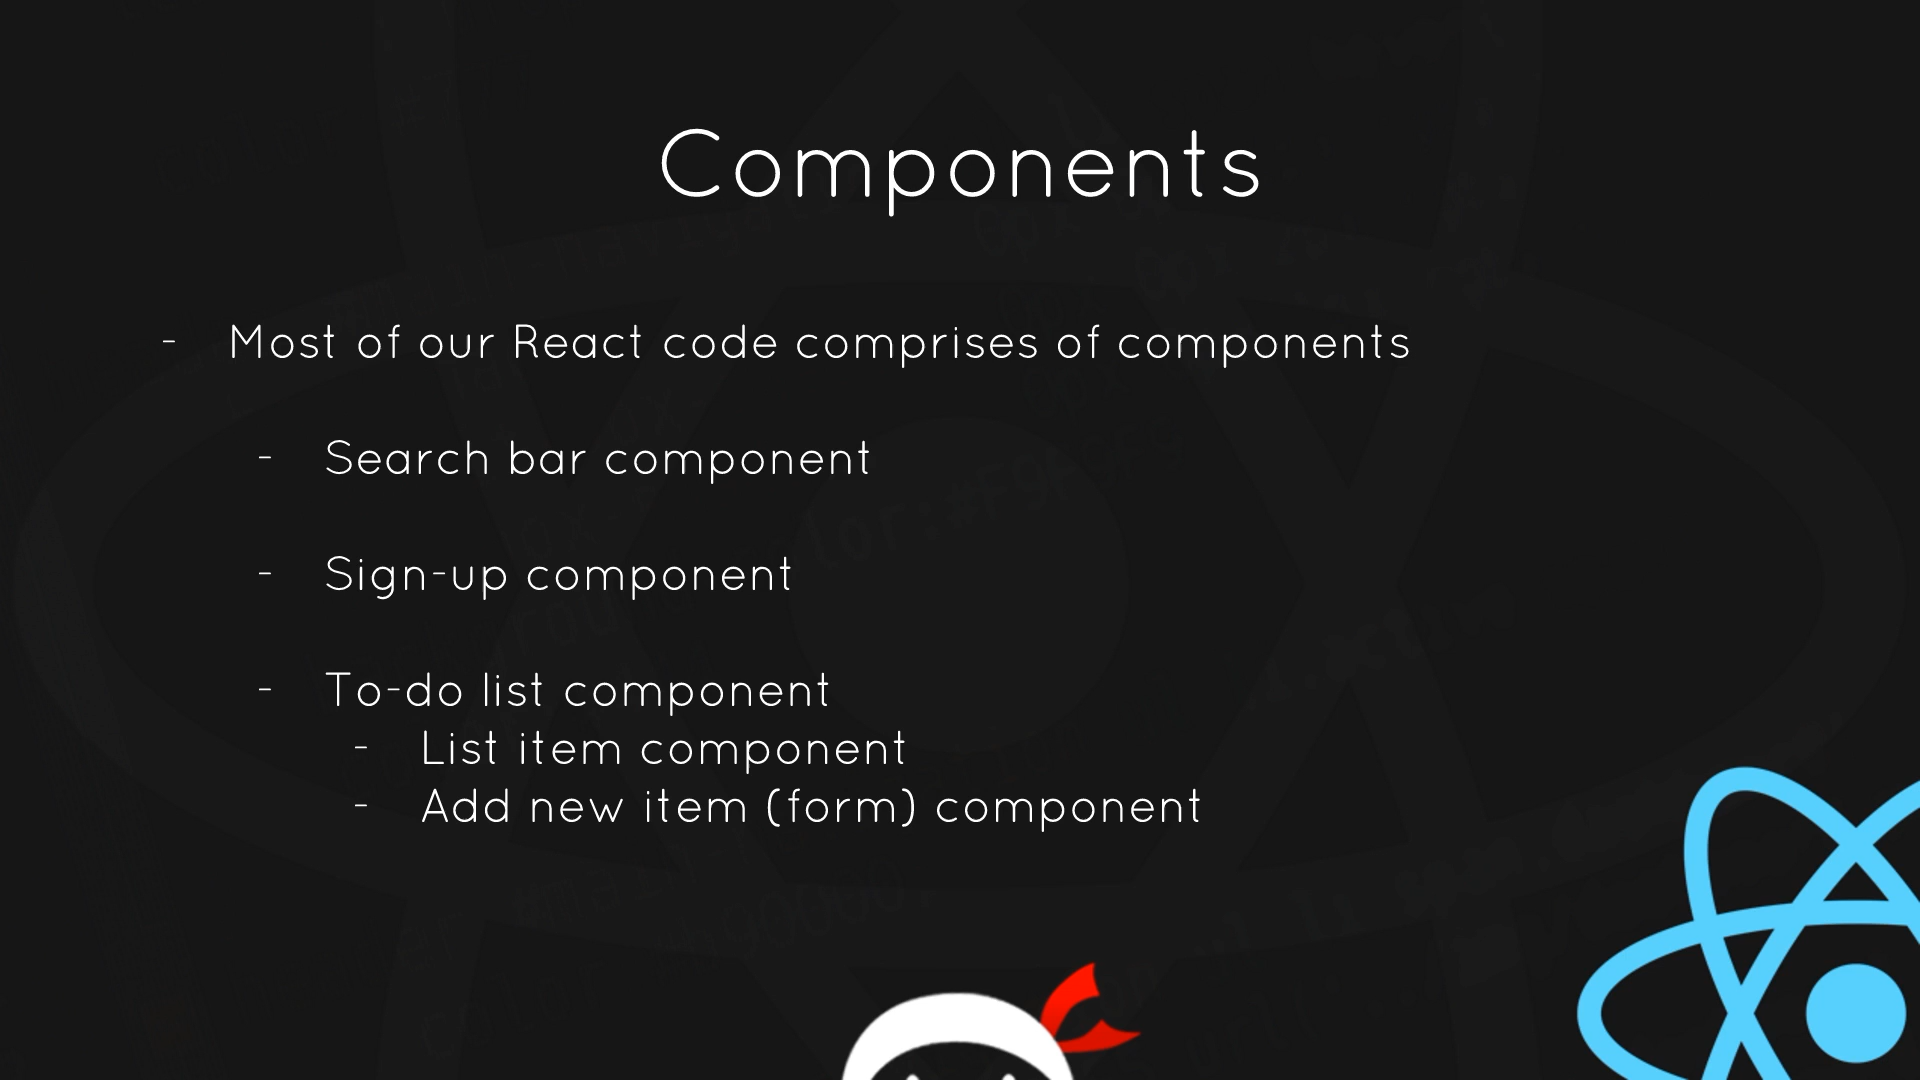 Components
- Most of our React code comprises of components
- Search bar component
- Sign-up component
- To-do list component
- List item component
- Add new item (form) component